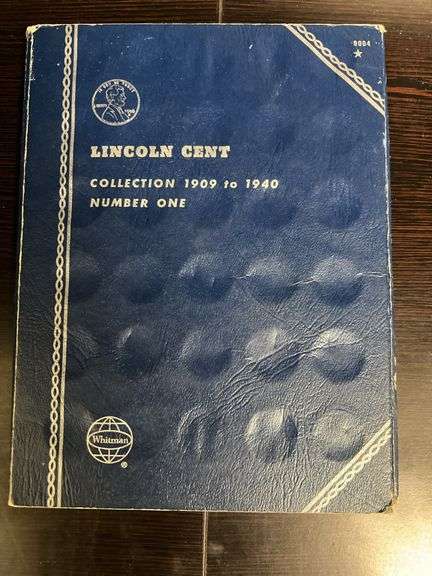 9004
LINCOLN CENT
COLLECTION 1909 to 1940
NUMBER ONE
Whitman
®